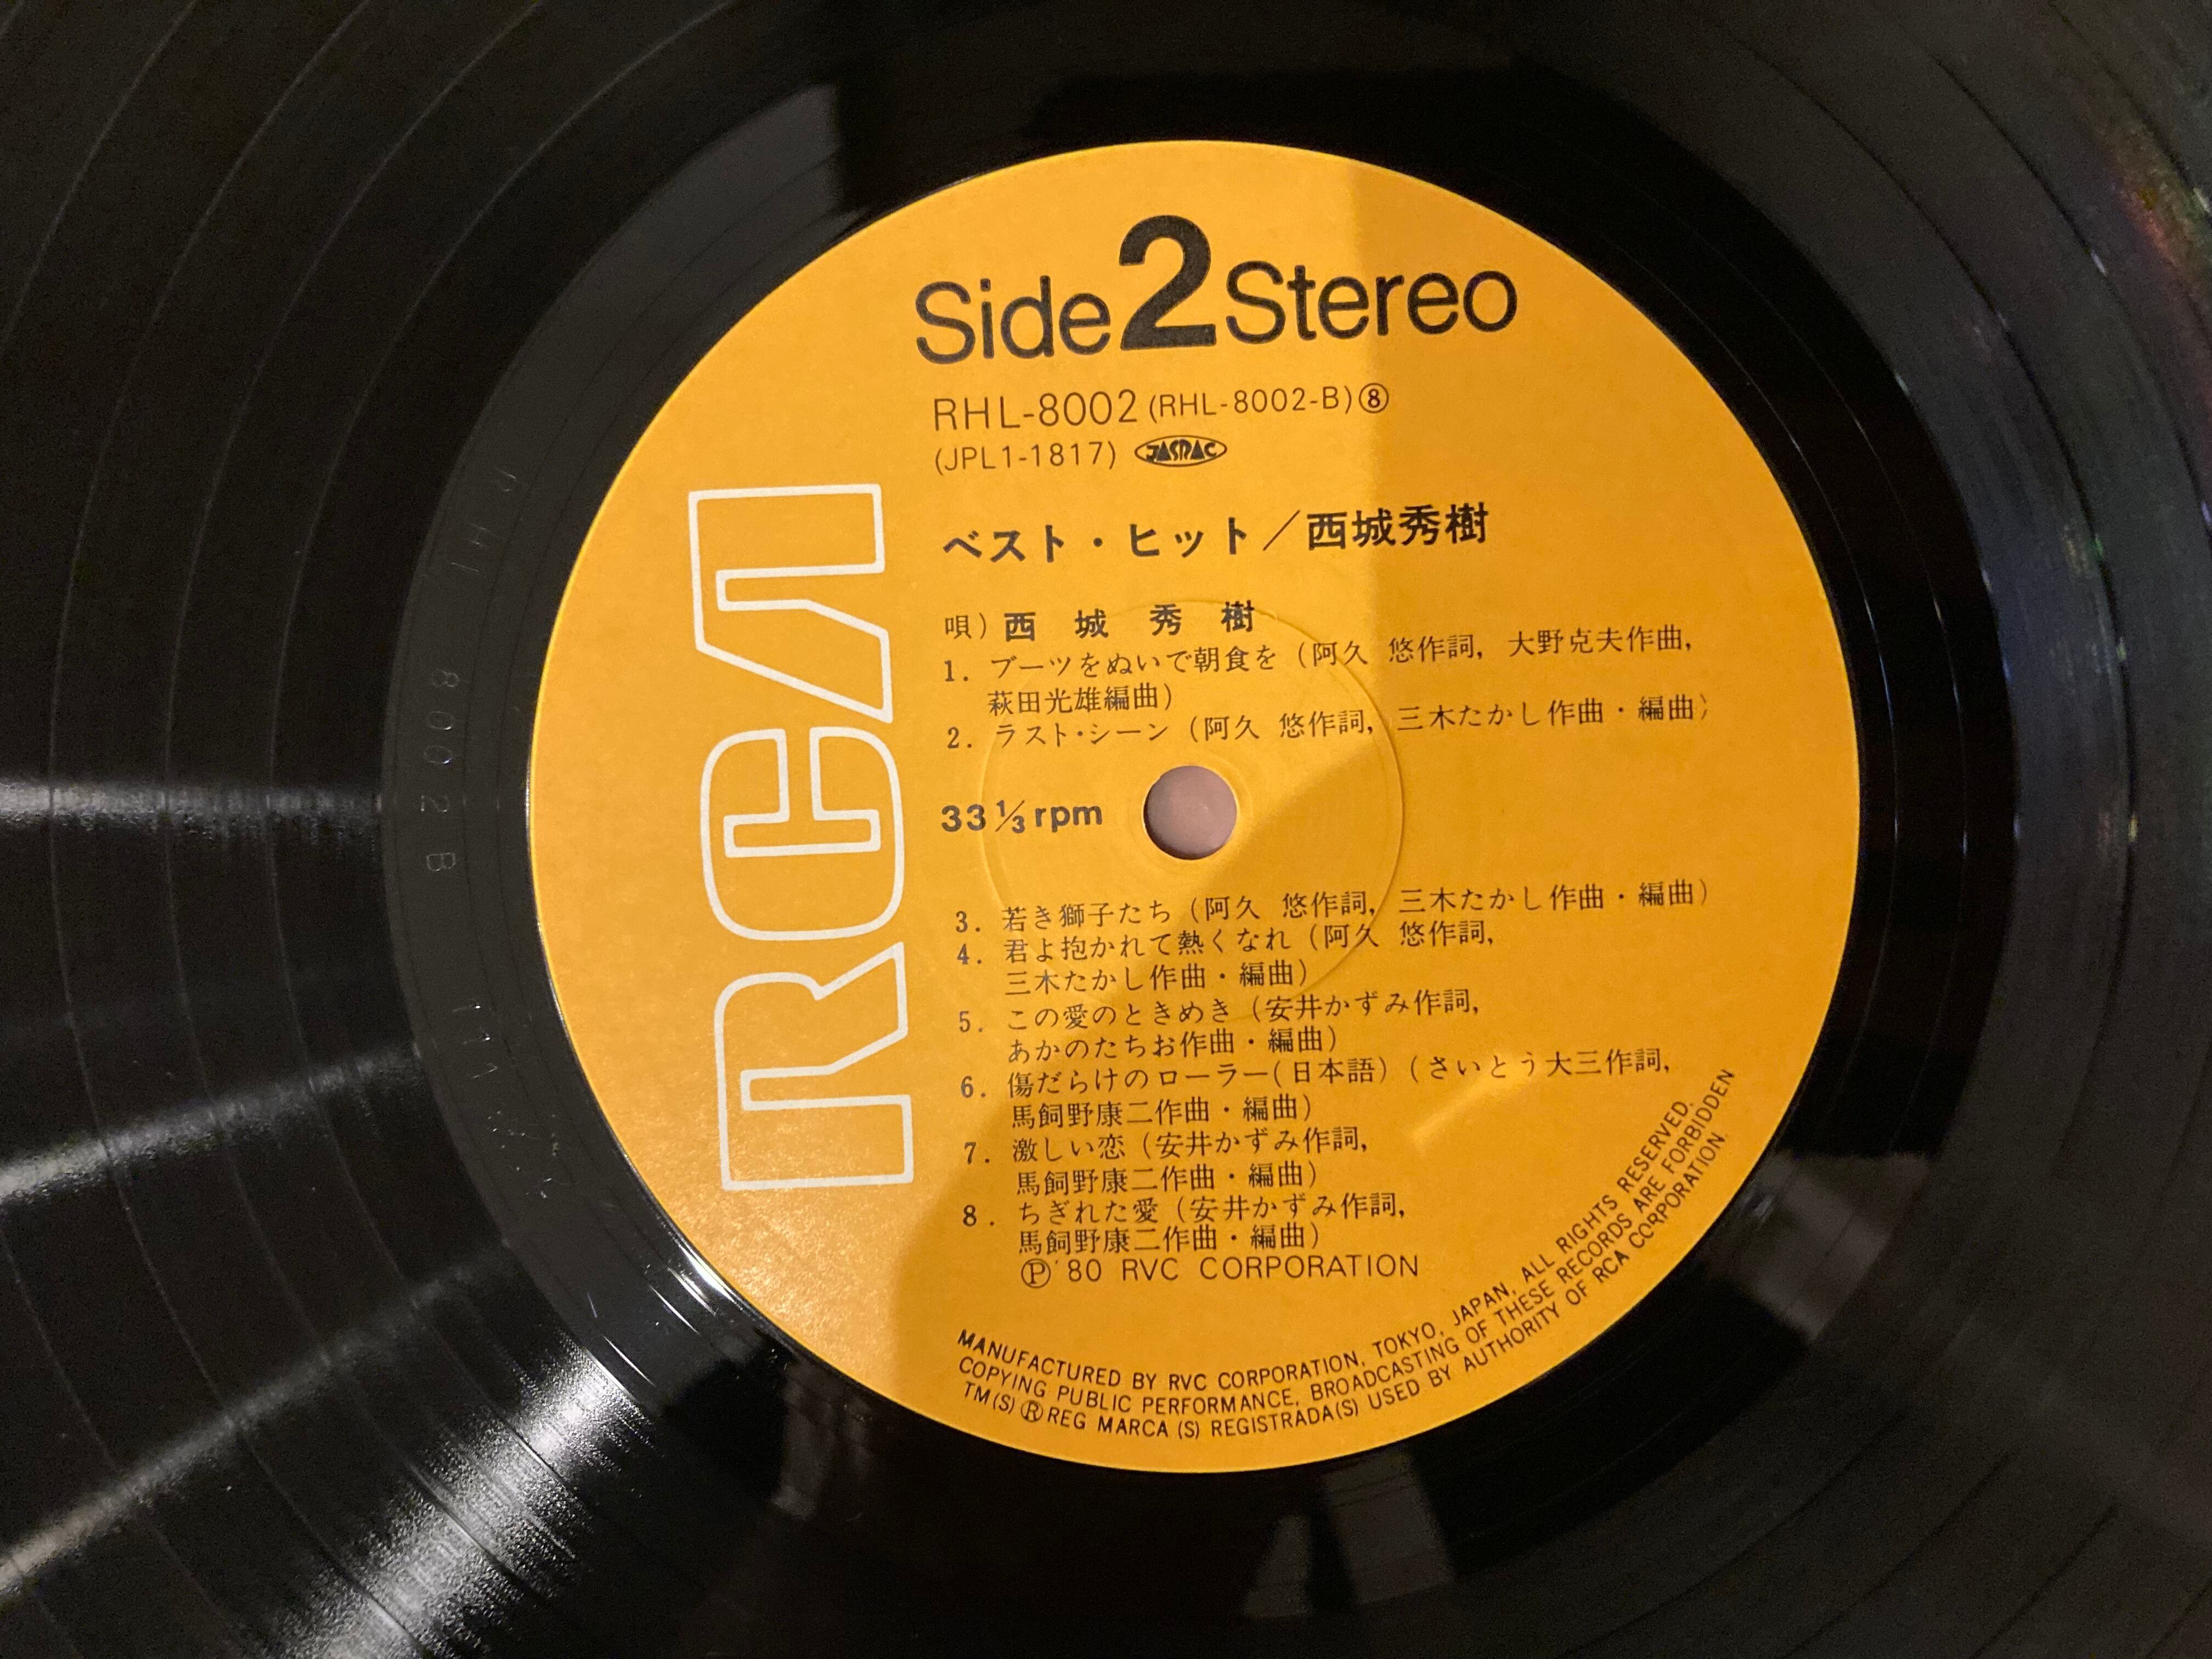 Side 2 Stereo
RHL-8002 (RHL-8002-B) ⑧
(JPL1-1817) JASRAC
ベスト・ヒット／西城秀樹
唄) 西 城 秀 樹
1. ブーツをぬいで朝食を (阿久 悠作詞, 大野克夫作曲,
萩田光雄編曲)
2. ラスト・シーン (阿久 悠作詞, 三木たかし作曲・編曲)
33 1/3 rpm
3. 若き獅子たち (阿久 悠作詞, 三木たかし作曲・編曲)
4. 君よ抱かれて熱くなれ (阿久 悠作詞,
三木たかし作曲・編曲)
5. この愛のときめき (安井かずみ作詞,
あかのたちお作曲・編曲)
6. 傷だらけのローラー(日本語) (さいとう大三作詞,
馬飼野康二作曲・編曲)
7. 激しい恋 (安井かずみ作詞,
馬飼野康二作曲・編曲)
8. ちぎれた愛 (安井かずみ作詞,
馬飼野康二作曲・編曲)
Ⓟ'80 RVC CORPORATION
MANUFACTURED BY RVC CORPORATION, TOKYO, JAPAN, ALL RIGHTS RESERVED.
COPYING PUBLIC PERFORMANCE, BROADCASTING OF THESE RECORDS ARE FORBIDDEN
TM(S) ® REG MARCA (S) REGISTRADA(S) USED BY AUTHORITY OF RCA CORPORATION.
RCA
8002 B